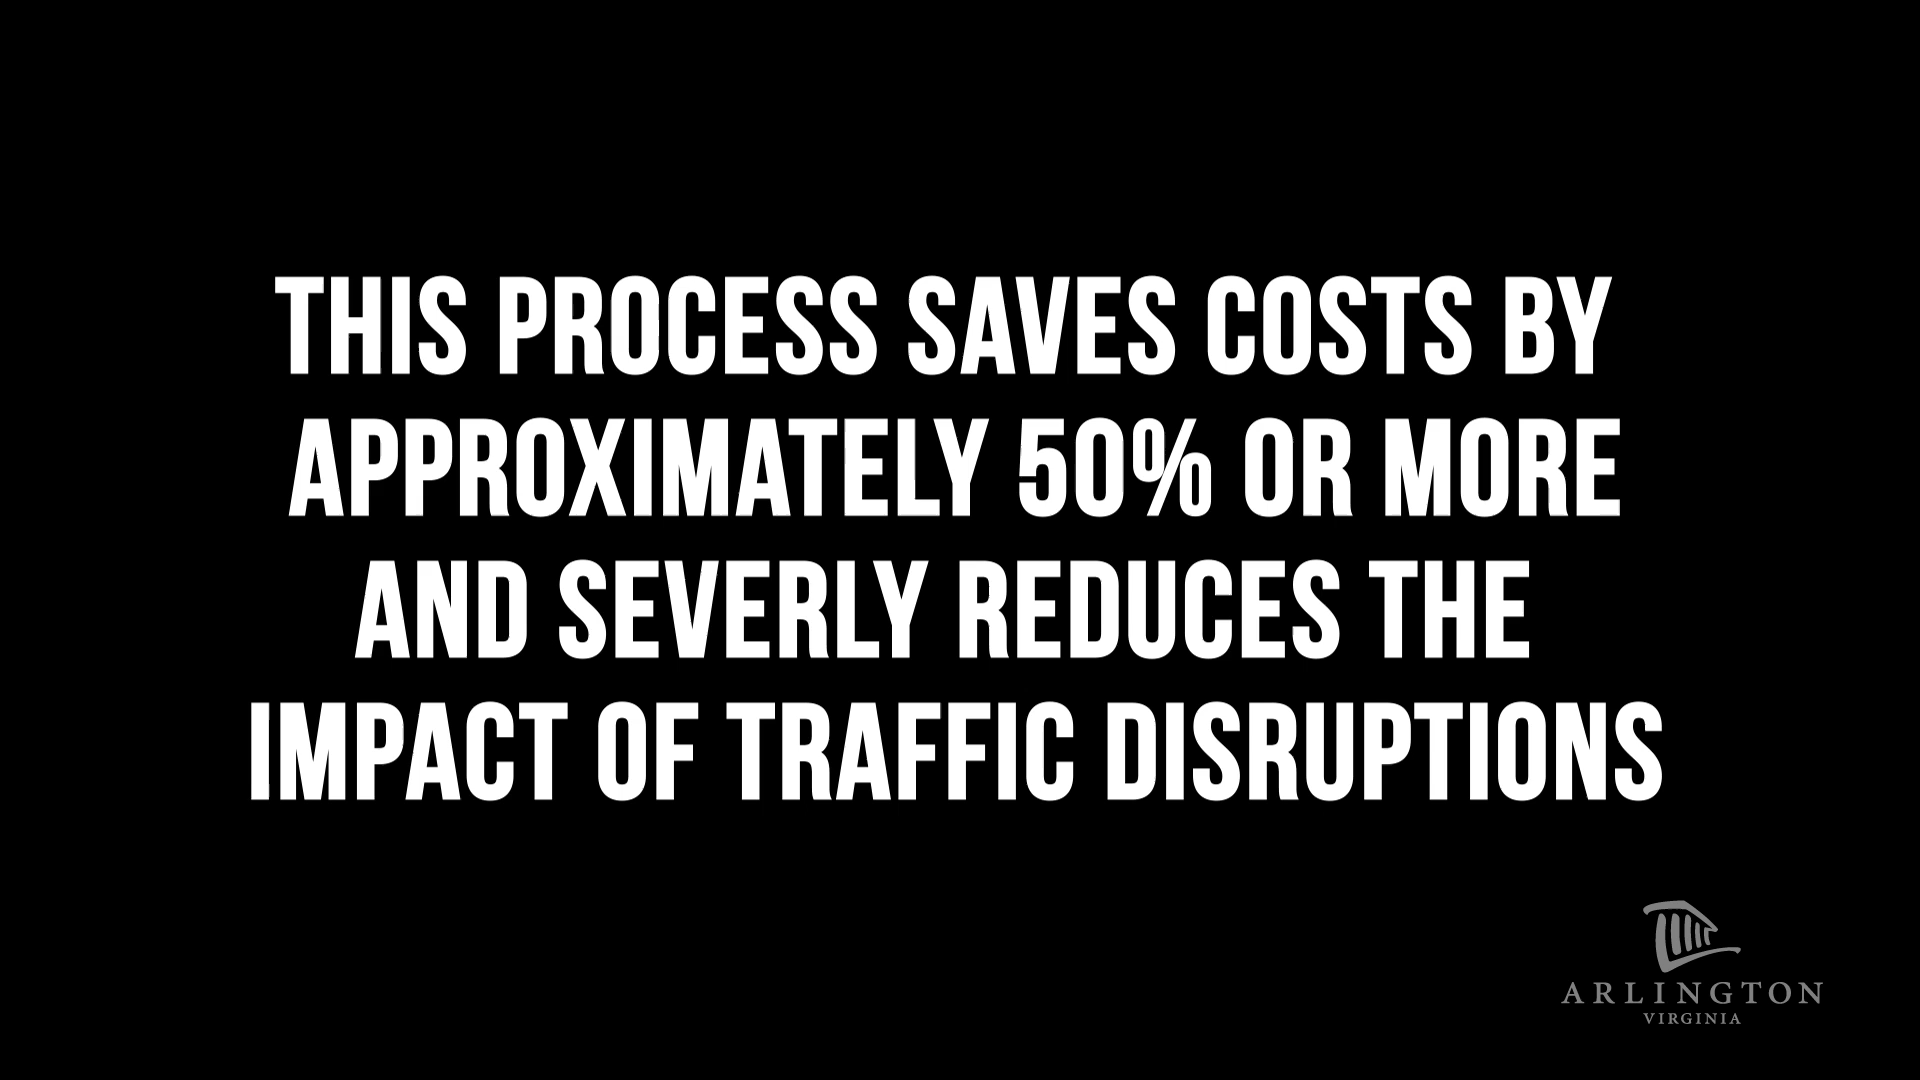 THIS PROCESS SAVES COSTS BY
APPROXIMATELY 50% OR MORE
AND SEVERLY REDUCES THE
IMPACT OF TRAFFIC DISRUPTIONS
ARLINGTON
VIRGINIA